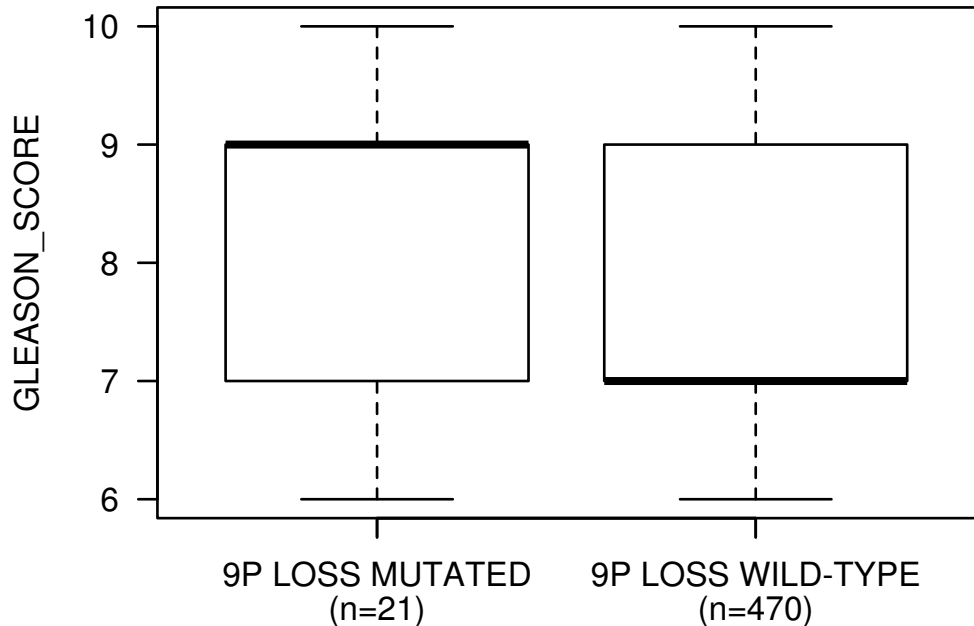 GLEASON_SCORE
10
9
8
7
6
9P LOSS MUTATED
(n=21)
9P LOSS WILD-TYPE
(n=470)